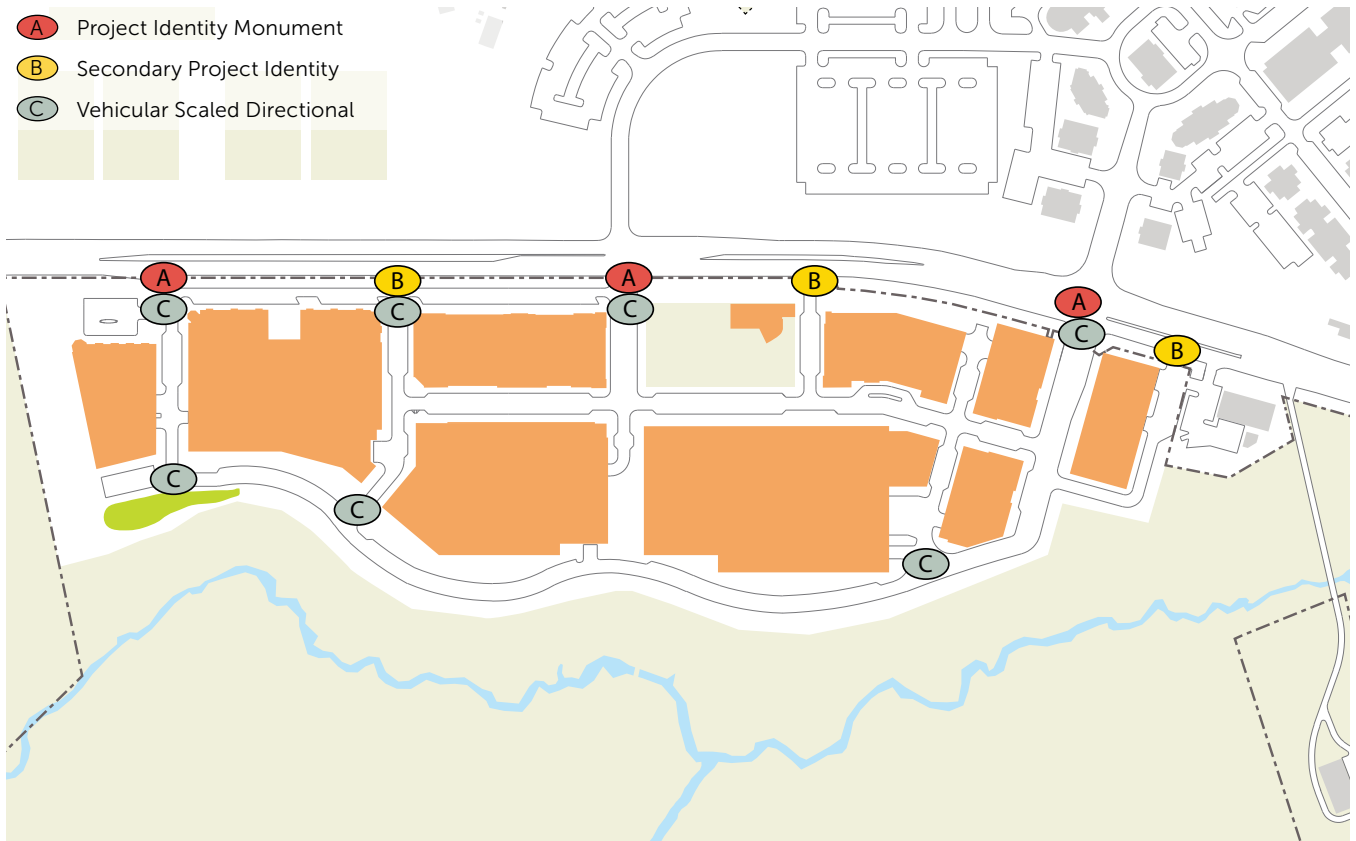 A Project Identity Monument
B Secondary Project Identity
C Vehicular Scaled Directional
A B A B A
C C C C B
C C C